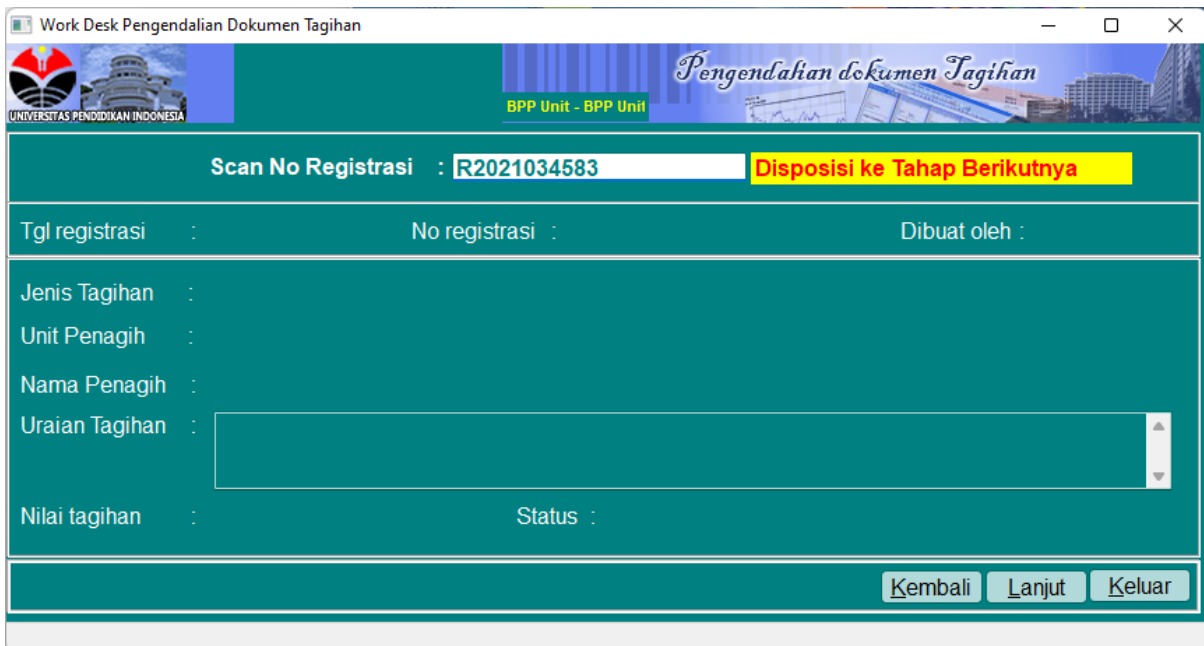 Work Desk Pengendalian Dokumen Tagihan
Pengendalian dokumen Tagihan
BPP Unit - BPP Unit
UNIVERSITAS PENDIDIKAN INDONESIA
Scan No Registrasi : R2021034583 Disposisi ke Tahap Berikutnya
Tgl registrasi : No registrasi : Dibuat oleh :
Jenis Tagihan :
Unit Penagih :
Nama Penagih :
Uraian Tagihan :
Nilai tagihan : Status :
Kembali Lanjut Keluar